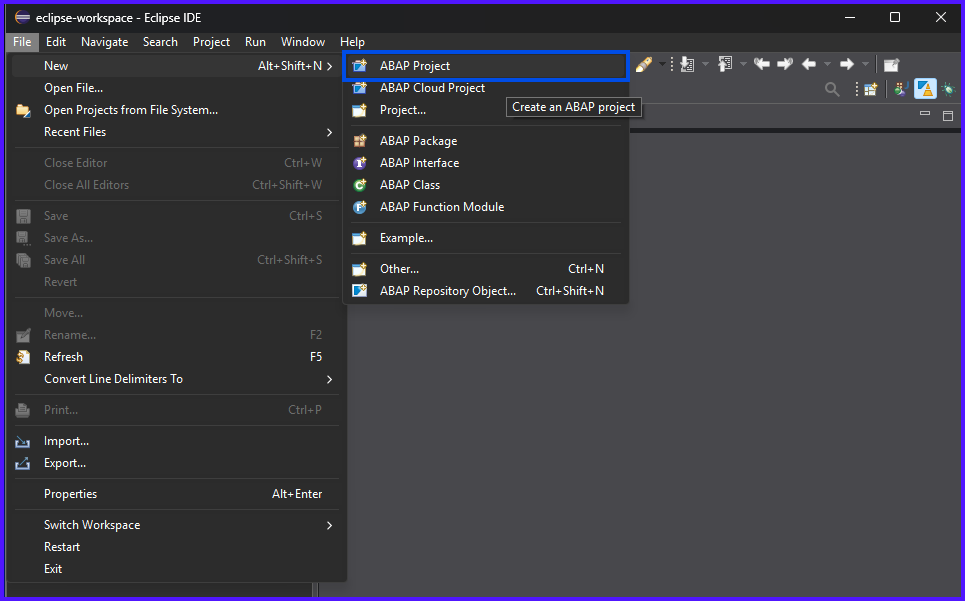 eclipse-workspace - Eclipse IDE
File Edit Navigate Search Project Run Window Help
New Alt+Shift+N
Open File...
Open Projects from File System...
Recent Files
Close Editor Ctrl+W
Close All Editors Ctrl+Shift+W
Save Ctrl+S
Save As...
Save All Ctrl+Shift+S
Revert
Move...
Rename... F2
Refresh F5
Convert Line Delimiters To
Print... Ctrl+P
Import...
Export...
Properties Alt+Enter
Switch Workspace
Restart
Exit
ABAP Project
ABAP Cloud Project
Project...
Create an ABAP project
ABAP Package
ABAP Interface
ABAP Class
ABAP Function Module
Example...
Other... Ctrl+N
ABAP Repository Object... Ctrl+Shift+N